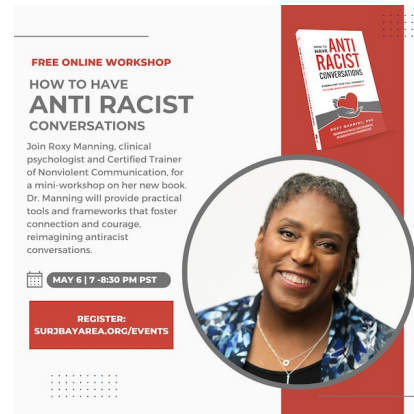 FREE ONLINE WORKSHOP
HOW TO HAVE
ANTI RACIST
CONVERSATIONS
Join Roxy Manning, clinical
psychologist and Certified Trainer
of Nonviolent Communication, for
a mini-workshop on her new book.
Dr. Manning will provide practical
tools and frameworks that foster
connection and courage,
reimagining antiracist
conversations.
MAY 6 | 7 -8:30 PM PST
REGISTER:
SURJBAYAREA.ORG/EVENTS
HOW TO
HAVE
ANTI
RACIST
CONVERSATIONS
ROXY MANNING, PHD